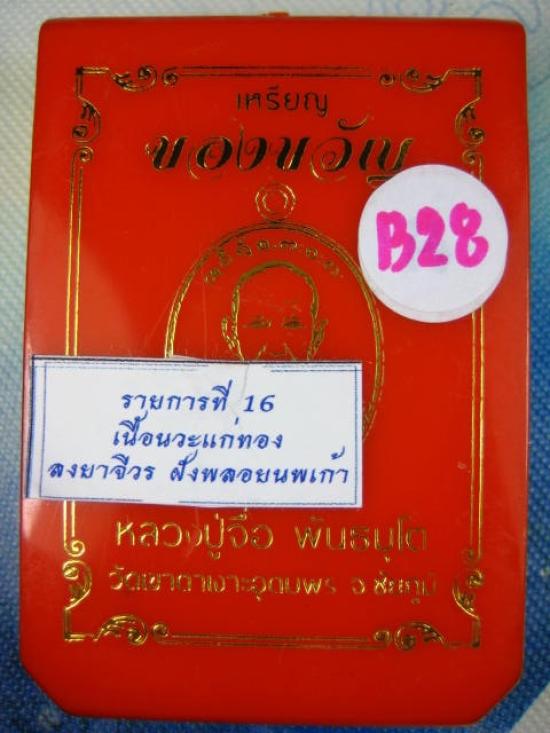 เหรียญ
ของขวัญ
B28
รายการที่ 16
เนื้อนวะแก่ทอง
ลงยาจีวร ฝังพลอยนพเก้า
หลวงปู่จื่อ พันธมุโต
วัดเขาตาเงาะอุดมพร จ.ชัยภูมิ